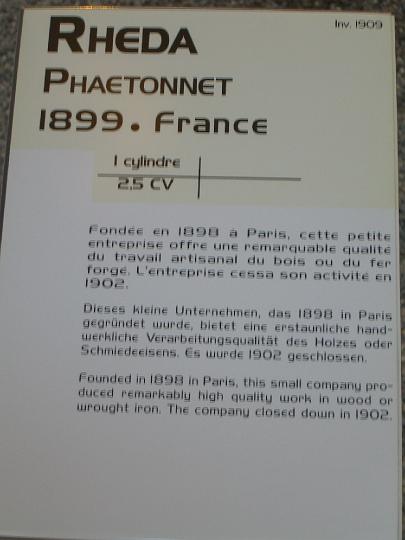 Inv. 1909
RHEDA
PHAETONNET
1899. France
1 cylindre
2,5 CV
Fondée en 1898 à Paris, cette petite
entreprise offre une remarquable qualité
du travail artisanal du bois ou du fer
forgé. L'entreprise cessa son activité en
1902.
Dieses kleine Unternehmen, das 1898 in Paris
gegründet wurde, bietet eine erstaunliche hand-
werkliche Verarbeitungsqualität des Holzes oder
Schmiedeeisens. Es wurde 1902 geschlossen.
Founded in 1898 in Paris, this small company pro-
duced remarkably high quality work in wood or
wrought iron. The company closed down in 1902.